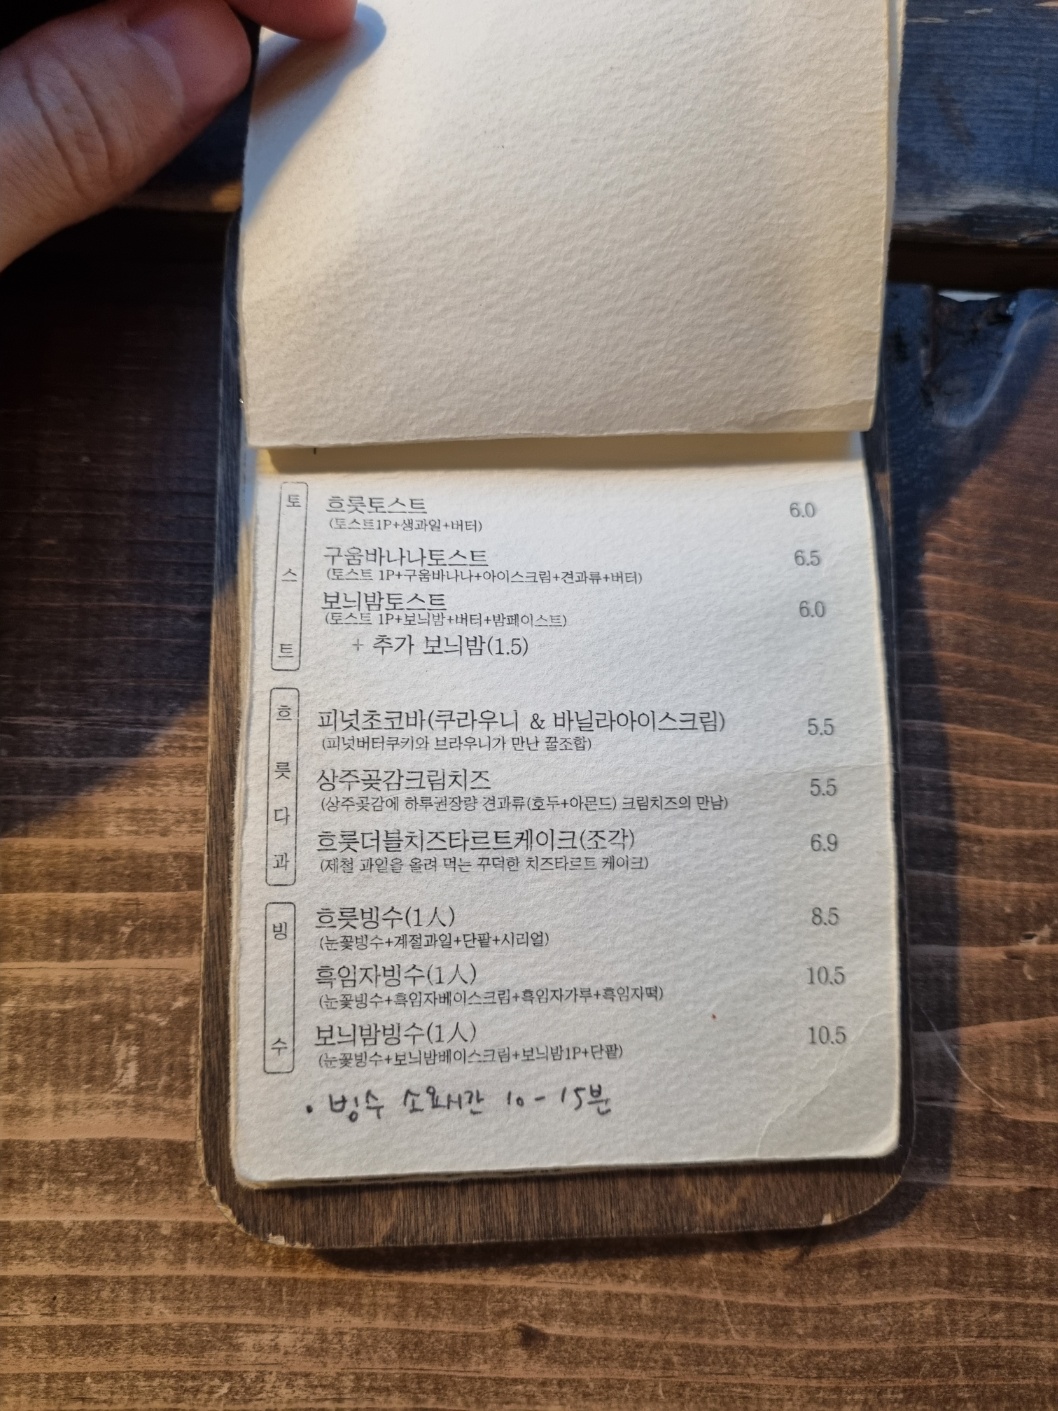 토스트
흐릇토스트 6.0
(토스트1P+생과일+버터)
구움바나나토스트 6.5
(토스트 1P+구움바나나+아이스크림+견과류+버터)
보늬밤토스트 6.0
(토스트 1P+보늬밤+버터+밤페이스트)
+ 추가 보늬밤(1.5)
흐릇다과
피넛초코바(쿠라우니 & 바닐라아이스크림) 5.5
(피넛버터쿠키와 브라우니가 만난 꿀조합)
상주곶감크림치즈 5.5
(상주곶감에 하루권장량 견과류(호두+아몬드) 크림치즈의 만남)
흐릇더블치즈타르트케이크(조각) 6.9
(제철 과일을 올려 먹는 꾸덕한 치즈타르트 케이크)
빙수
흐릇빙수(1人) 8.5
(눈꽃빙수+계절과일+단팥+시리얼)
흑임자빙수(1人) 10.5
(눈꽃빙수+흑임자베이스크림+흑임자가루+흑임자떡)
보늬밤빙수(1人) 10.5
(눈꽃빙수+보늬밤베이스크림+보늬밤1P+단팥)
• 빙수 소요시간 10-15분